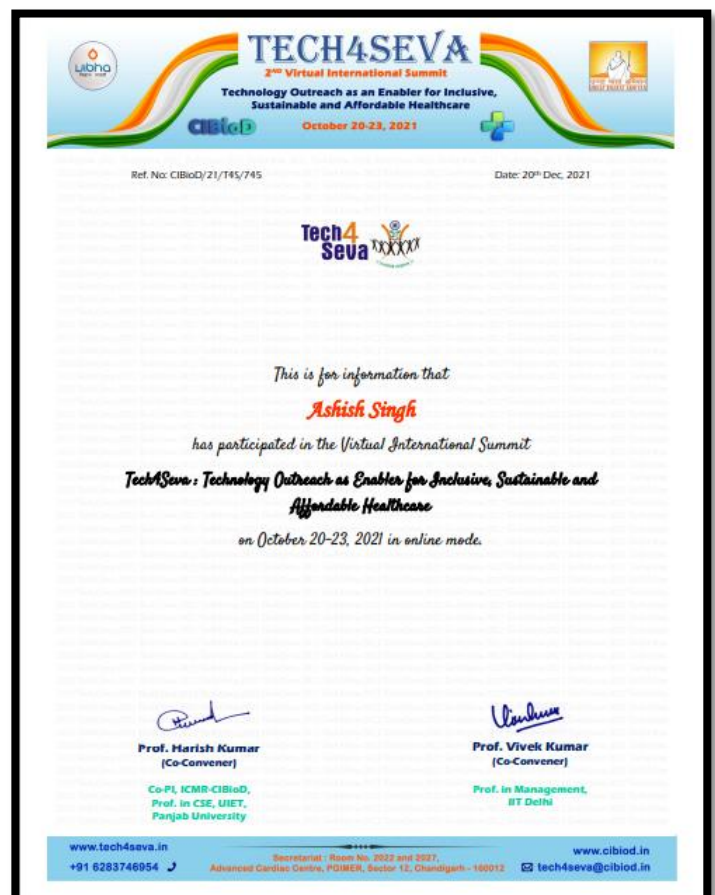 TECH4SEVA
uibha
2ND Virtual International Summit
Technology Outreach as an Enabler for Inclusive,
Sustainable and Affordable Healthcare
CIBioD
October 20-23, 2021
Ref. No: CIBioD/21/T4S/745
Date: 20th Dec, 2021
Tech4
Seva
This is for information that
Ashish Singh
has participated in the Virtual International Summit
Tech4Seva : Technology Outreach as Enabler for Inclusive, Sustainable and
Affordable Healthcare
on October 20-23, 2021 in online mode.
Prof. Harish Kumar
(Co-Convener)
Co-PI, ICMR-CIBioD,
Prof. in CSE, UIET,
Panjab University
Prof. Vivek Kumar
(Co-Convener)
Prof. in Management,
IIT Delhi
www.tech4seva.in
+91 6283746954
Secretariat : Room No. 2022 and 2027,
Advanced Cardiac Centre, PGIMER, Sector 12, Chandigarh - 160012
www.cibiod.in
tech4seva@cibiod.in